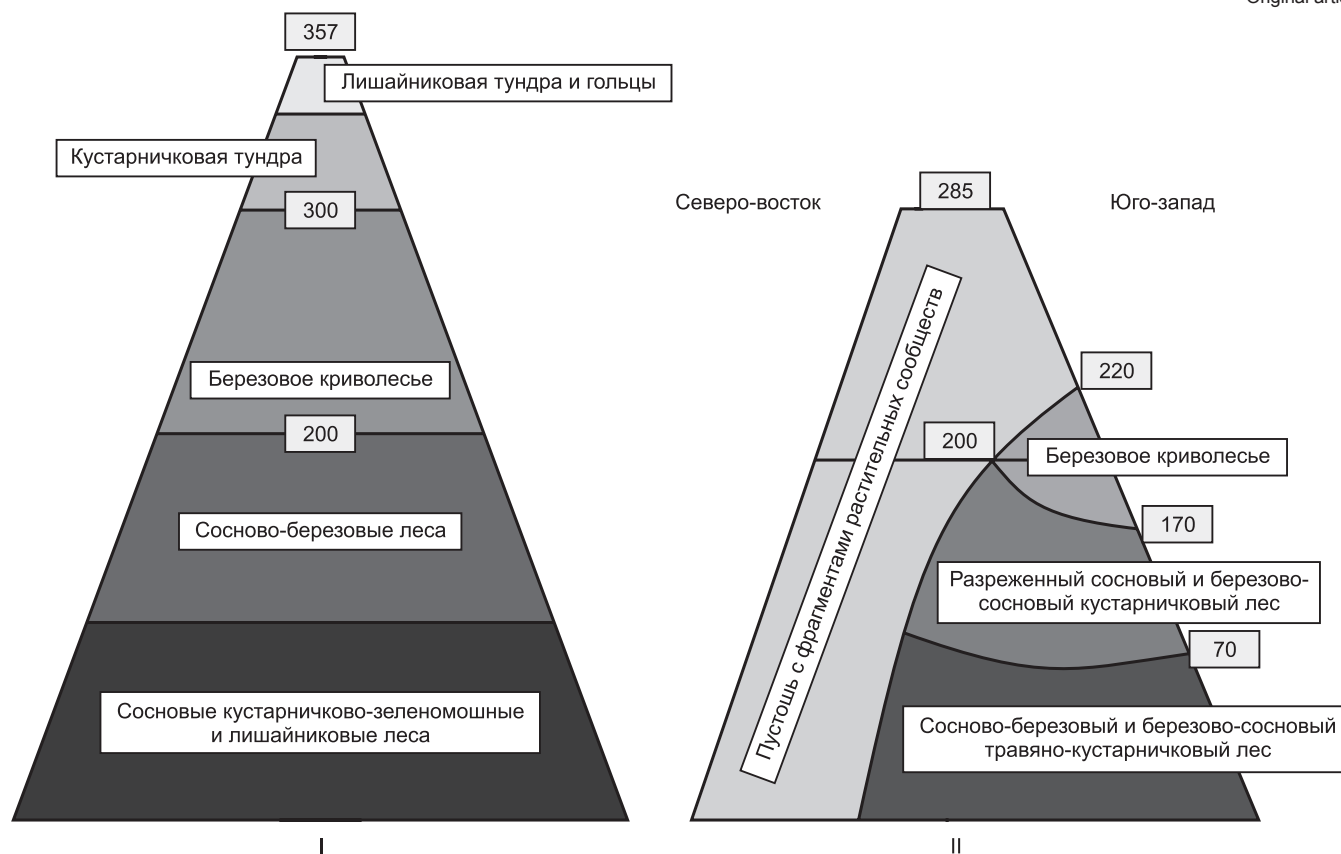 357
Лишайниковая тундра и гольцы
Кустарничковая тундра
300
Березовое криволесье
200
Сосново-березовые леса
Сосновые кустарничково-зеленомошные
и лишайниковые леса
I
Северо-восток
285
Юго-запад
Пустошь с фрагментами растительных сообществ
220
200
Березовое криволесье
170
Разреженный сосновый и березово-
сосновый кустарничковый лес
70
Сосново-березовый и березово-сосновый
травяно-кустарничковый лес
II